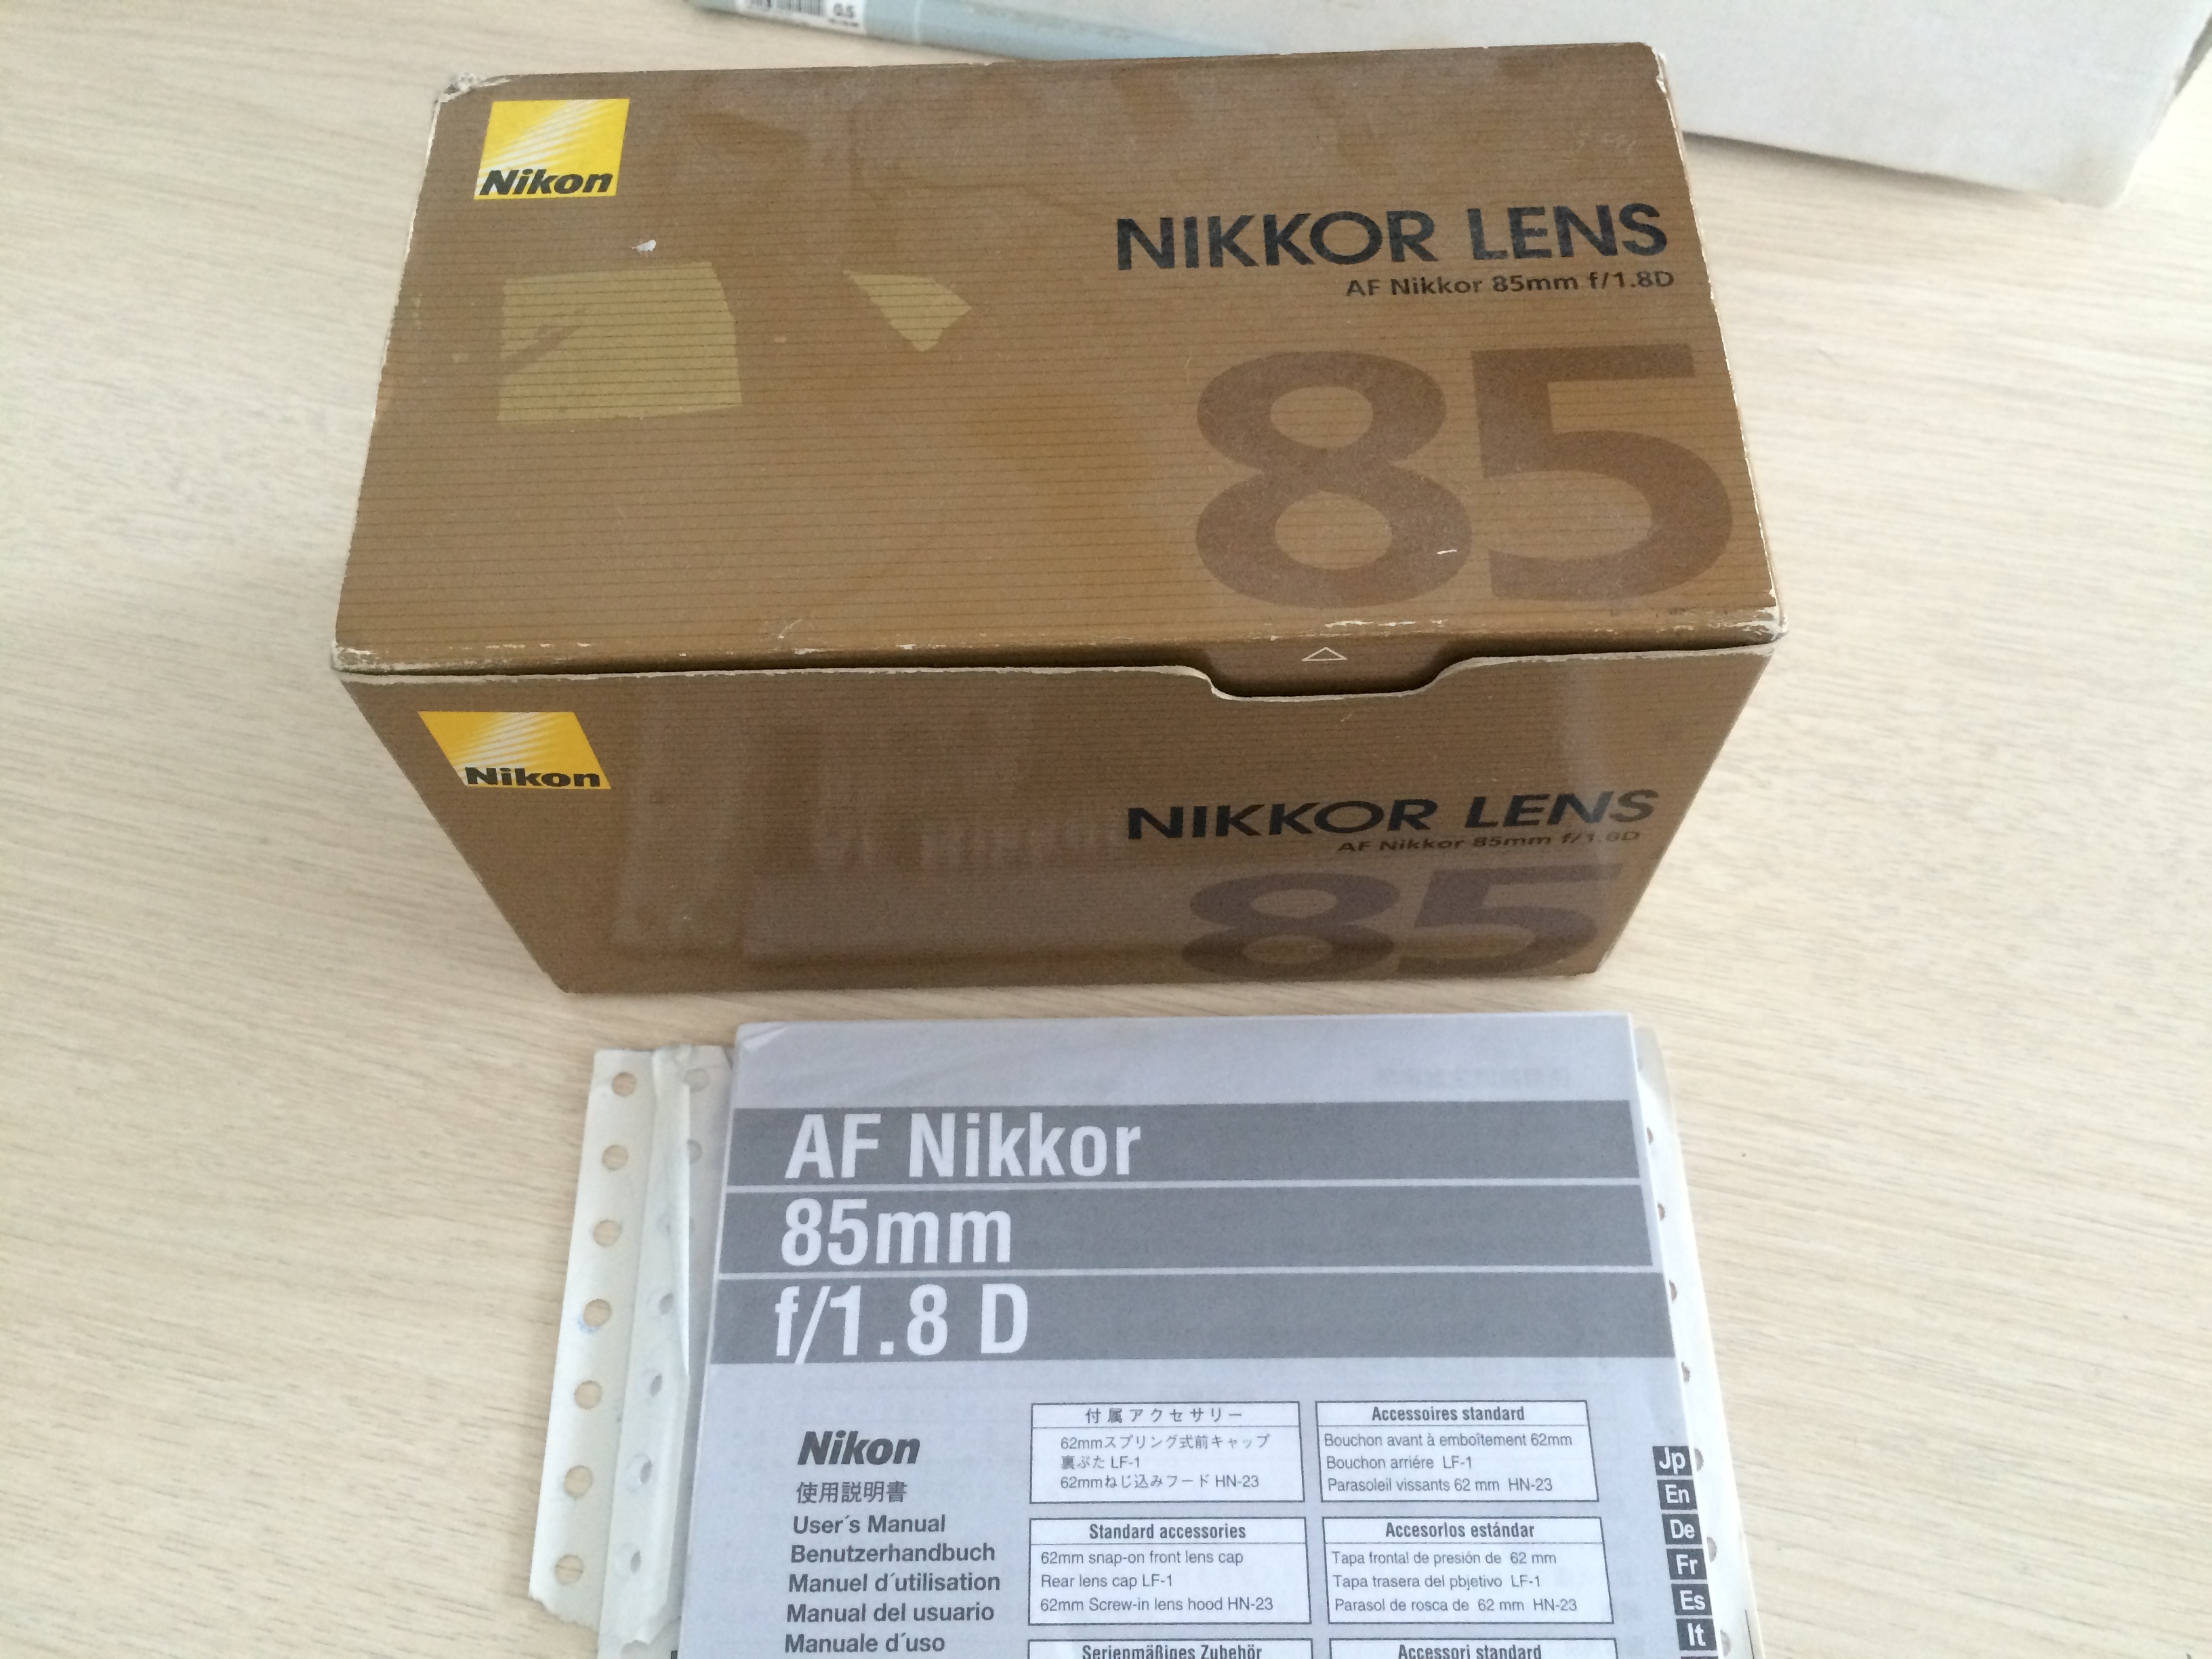 0.5
Nikon
NIKKOR LENS
AF Nikkor 85mm f/1.8D
85
Nikon
NIKKOR LENS
AF Nikkor 85mm f/1.8D
85
AF Nikkor
85mm
f/1.8 D
Nikon
使用説明書
User´s Manual
Benutzerhandbuch
Manuel d´utilisation
Manual del usuario
Manuale d´uso
付属アクセサリー
62mmスプリング式前キャップ
裏ぶた LF-1
62mmねじ込みフード HN-23
Accessoires standard
Bouchon avant à emboîtement 62mm
Bouchon arriére LF-1
Parasoleil vissants 62 mm HN-23
Standard accessories
62mm snap-on front lens cap
Rear lens cap LF-1
62mm Screw-in lens hood HN-23
Accesorlos estándar
Tapa frontal de presión de 62 mm
Tapa trasera del pbjetivo LF-1
Parasol de rosca de 62 mm HN-23
Serienmäßiges Zubehör
Accessori standard
Jp
En
De
Fr
Es
It